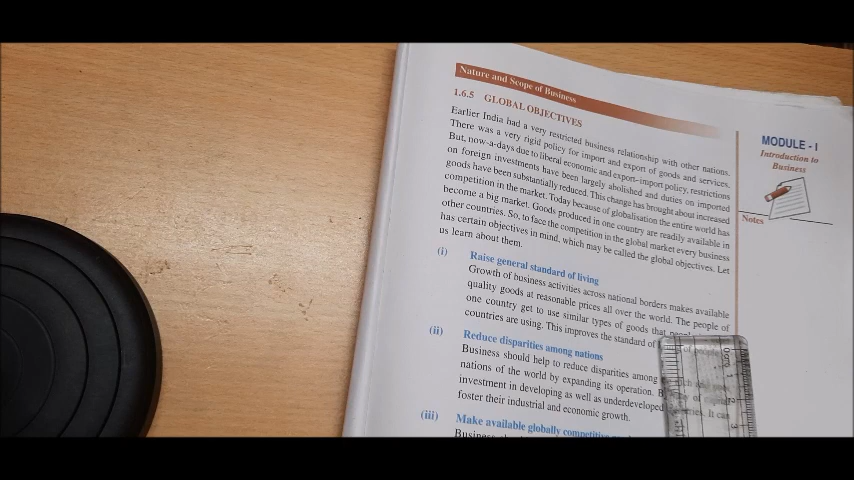 Nature and Scope of Business
1.6.5 GLOBAL OBJECTIVES
Earlier India had a very restricted business relationship with other nations.
There was a very rigid policy for import and export of goods and services.
But, now-a-days due to liberal economic and export-import policy, restrictions
on foreign investments have been largely abolished and duties on imported
goods have been substantially reduced. This change has brought about increased
competition in the market. Today because of globalisation the entire world has
become a big market. Goods produced in one country are readily available in
other countries. So, to face the competition in the global market every business
has certain objectives in mind, which may be called the global objectives. Let
us learn about them.
(i) Raise general standard of living
Growth of business activities across national borders makes available
quality goods at reasonable prices all over the world. The people of
one country get to use similar types of goods that people
countries are using. This improves the standard of of people.
(ii) Reduce disparities among nations
Business should help to reduce disparities among
nations of the world by expanding its operation. of capital
investment in developing as well as underdeveloped It can
foster their industrial and economic growth.
(iii) Make available globally competitive
Business
MODULE - I
Introduction to
Business
Notes
0
1
2
3